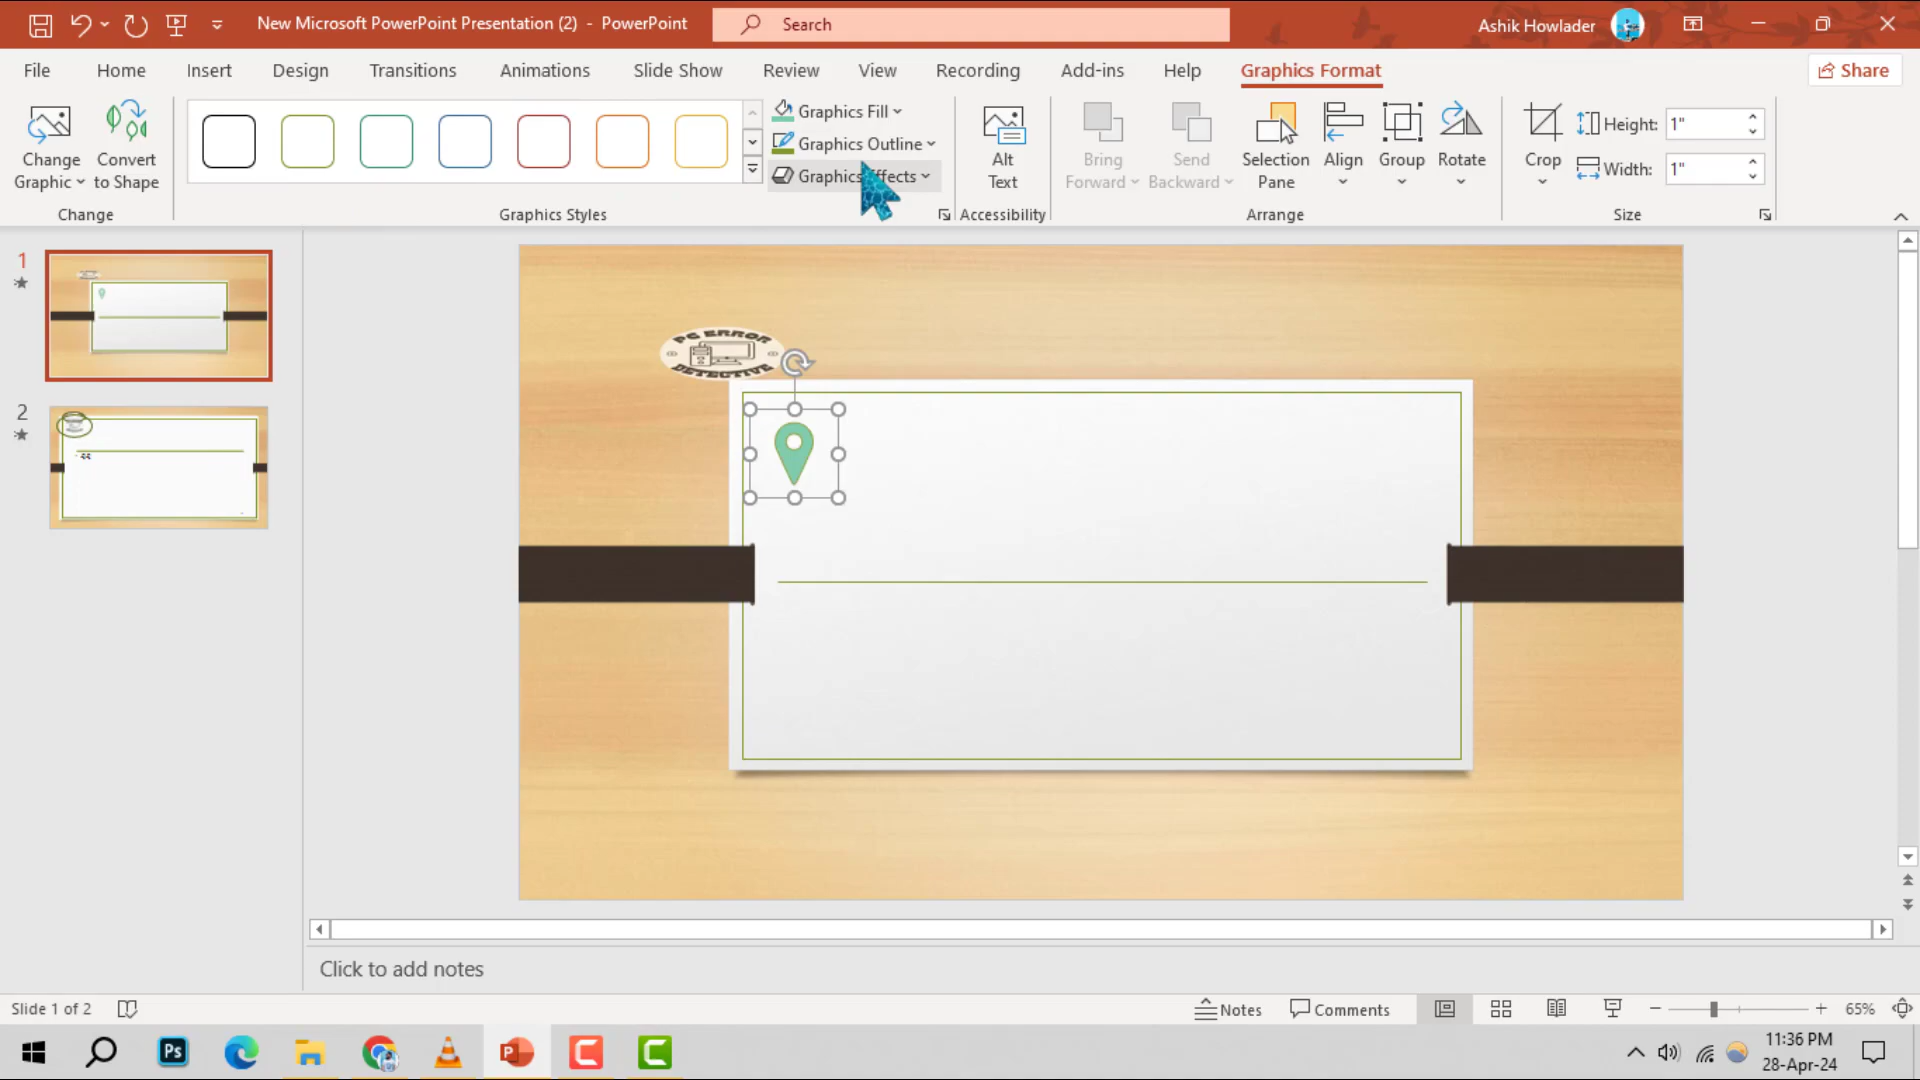 New Microsoft PowerPoint Presentation (2) - PowerPoint
Search
Ashik Howlader
File Home Insert Design Transitions Animations Slide Show Review View Recording Add-ins Help Graphics Format
Share
Change Graphic
Convert to Shape
Change
Graphics Fill
Graphics Outline
Graphics Effects
Graphics Styles
Alt Text
Accessibility
Bring Forward
Send Backward
Selection Pane
Align
Group
Rotate
Arrange
Crop
Height: 1"
Width: 1"
Size
1
2
PC ERROR
DETECTIVE
Click to add notes
Slide 1 of 2
Notes
Comments
65%
Ps
P
11:36 PM
28-Apr-24